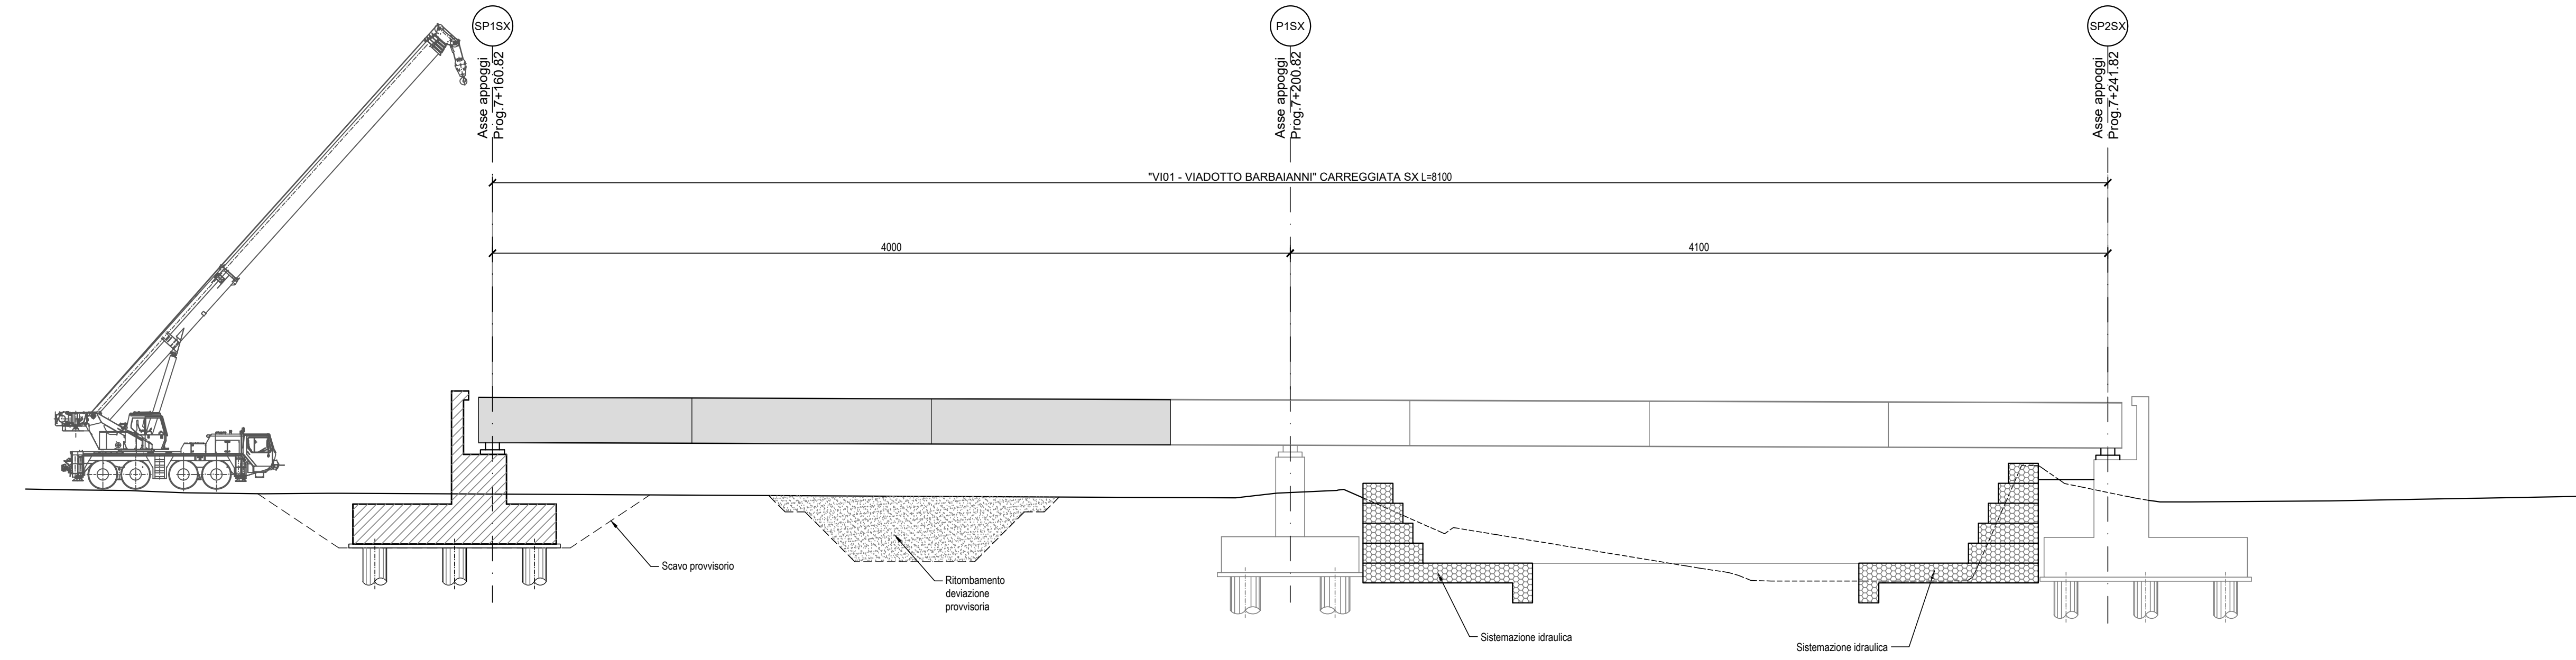 SP1SX
P1SX
SP2SX
Asse appoggi
Prog.7+160.82
Asse appoggi
Prog.7+200.82
Asse appoggi
Prog.7+241.82
"VI01 - VIADOTTO BARBAIANNI" CARREGGIATA SX L=8100
4000
4100
Scavo provvisorio
Ritombamento
deviazione
provvisoria
Sistemazione idraulica
Sistemazione idraulica